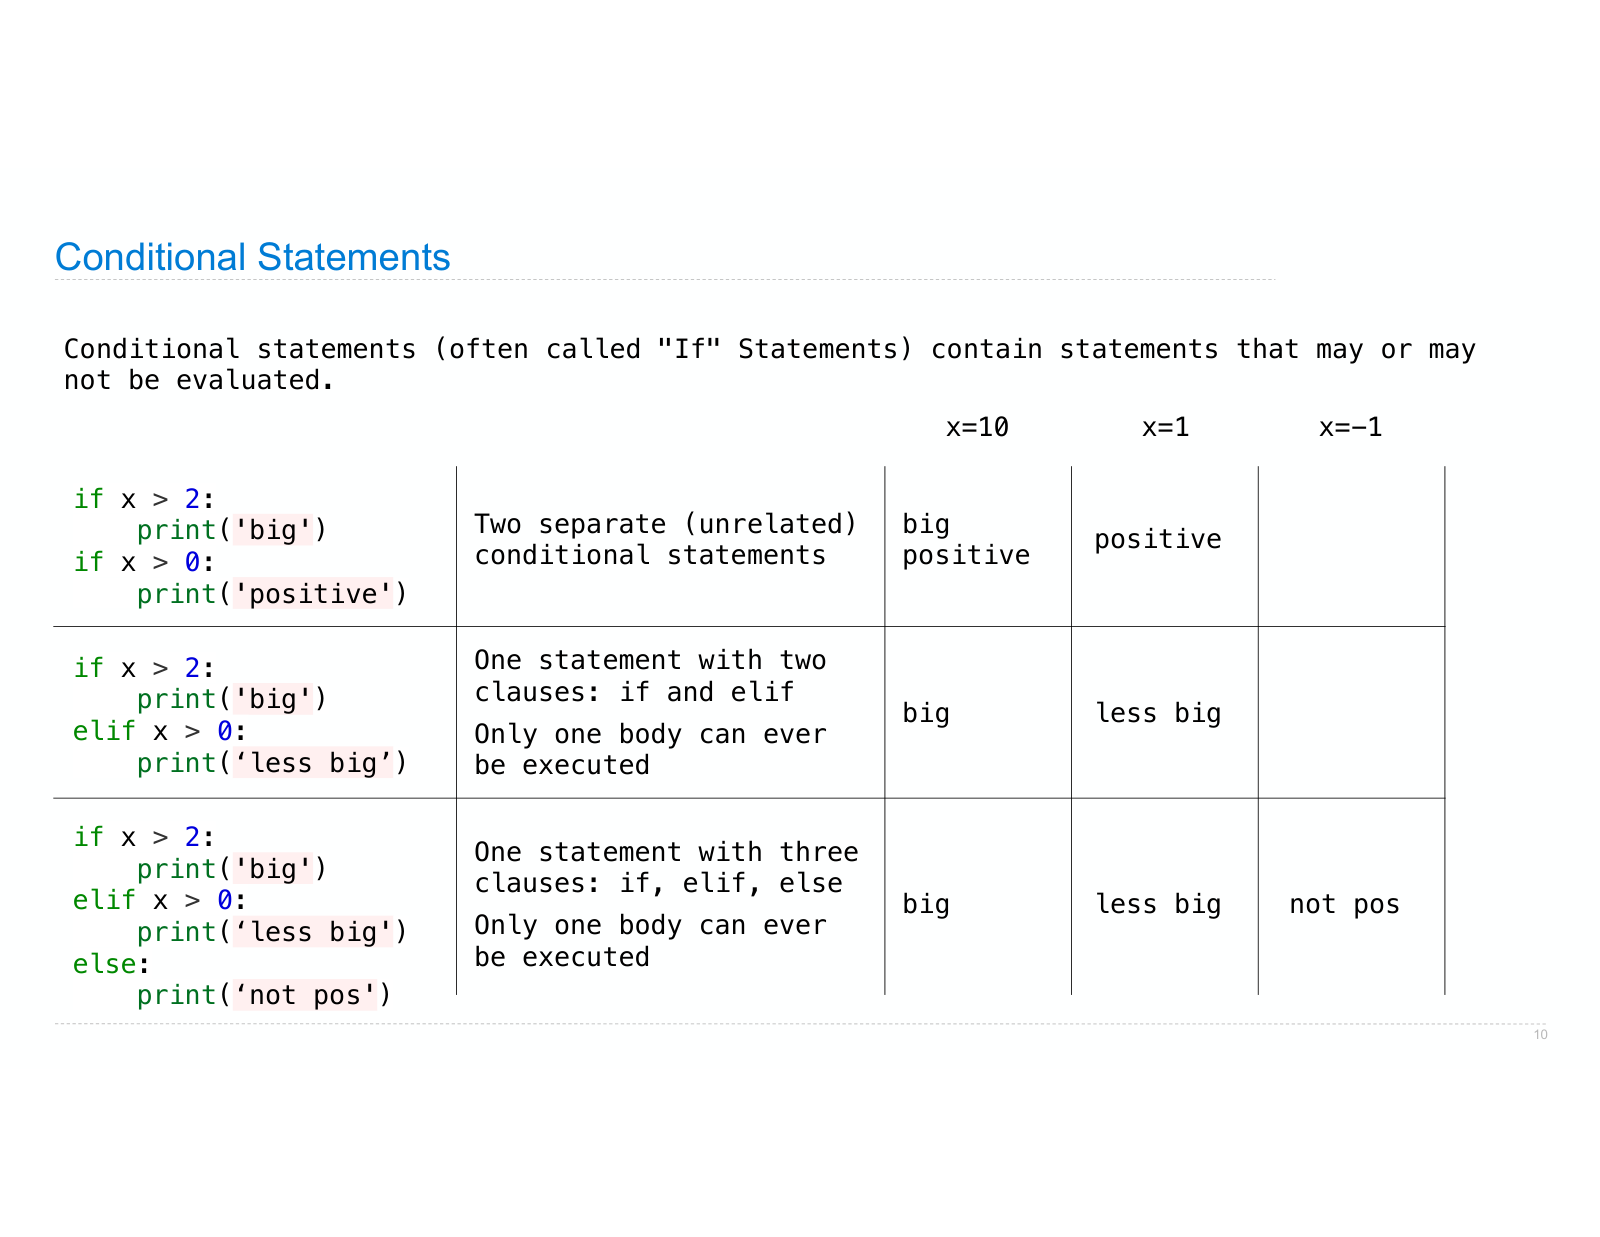 Conditional Statements
Conditional statements (often called "If" Statements) contain statements that may or may
not be evaluated.
x=10 x=1 x=−1
if x > 2:
    print('big')
if x > 0:
    print('positive')
Two separate (unrelated)
conditional statements
big
positive
positive
if x > 2:
    print('big')
elif x > 0:
    print(‘less big’)
One statement with two
clauses: if and elif
Only one body can ever
be executed
big
less big
if x > 2:
    print('big')
elif x > 0:
    print(‘less big')
else:
    print(‘not pos')
One statement with three
clauses: if, elif, else
Only one body can ever
be executed
big
less big
not pos
10